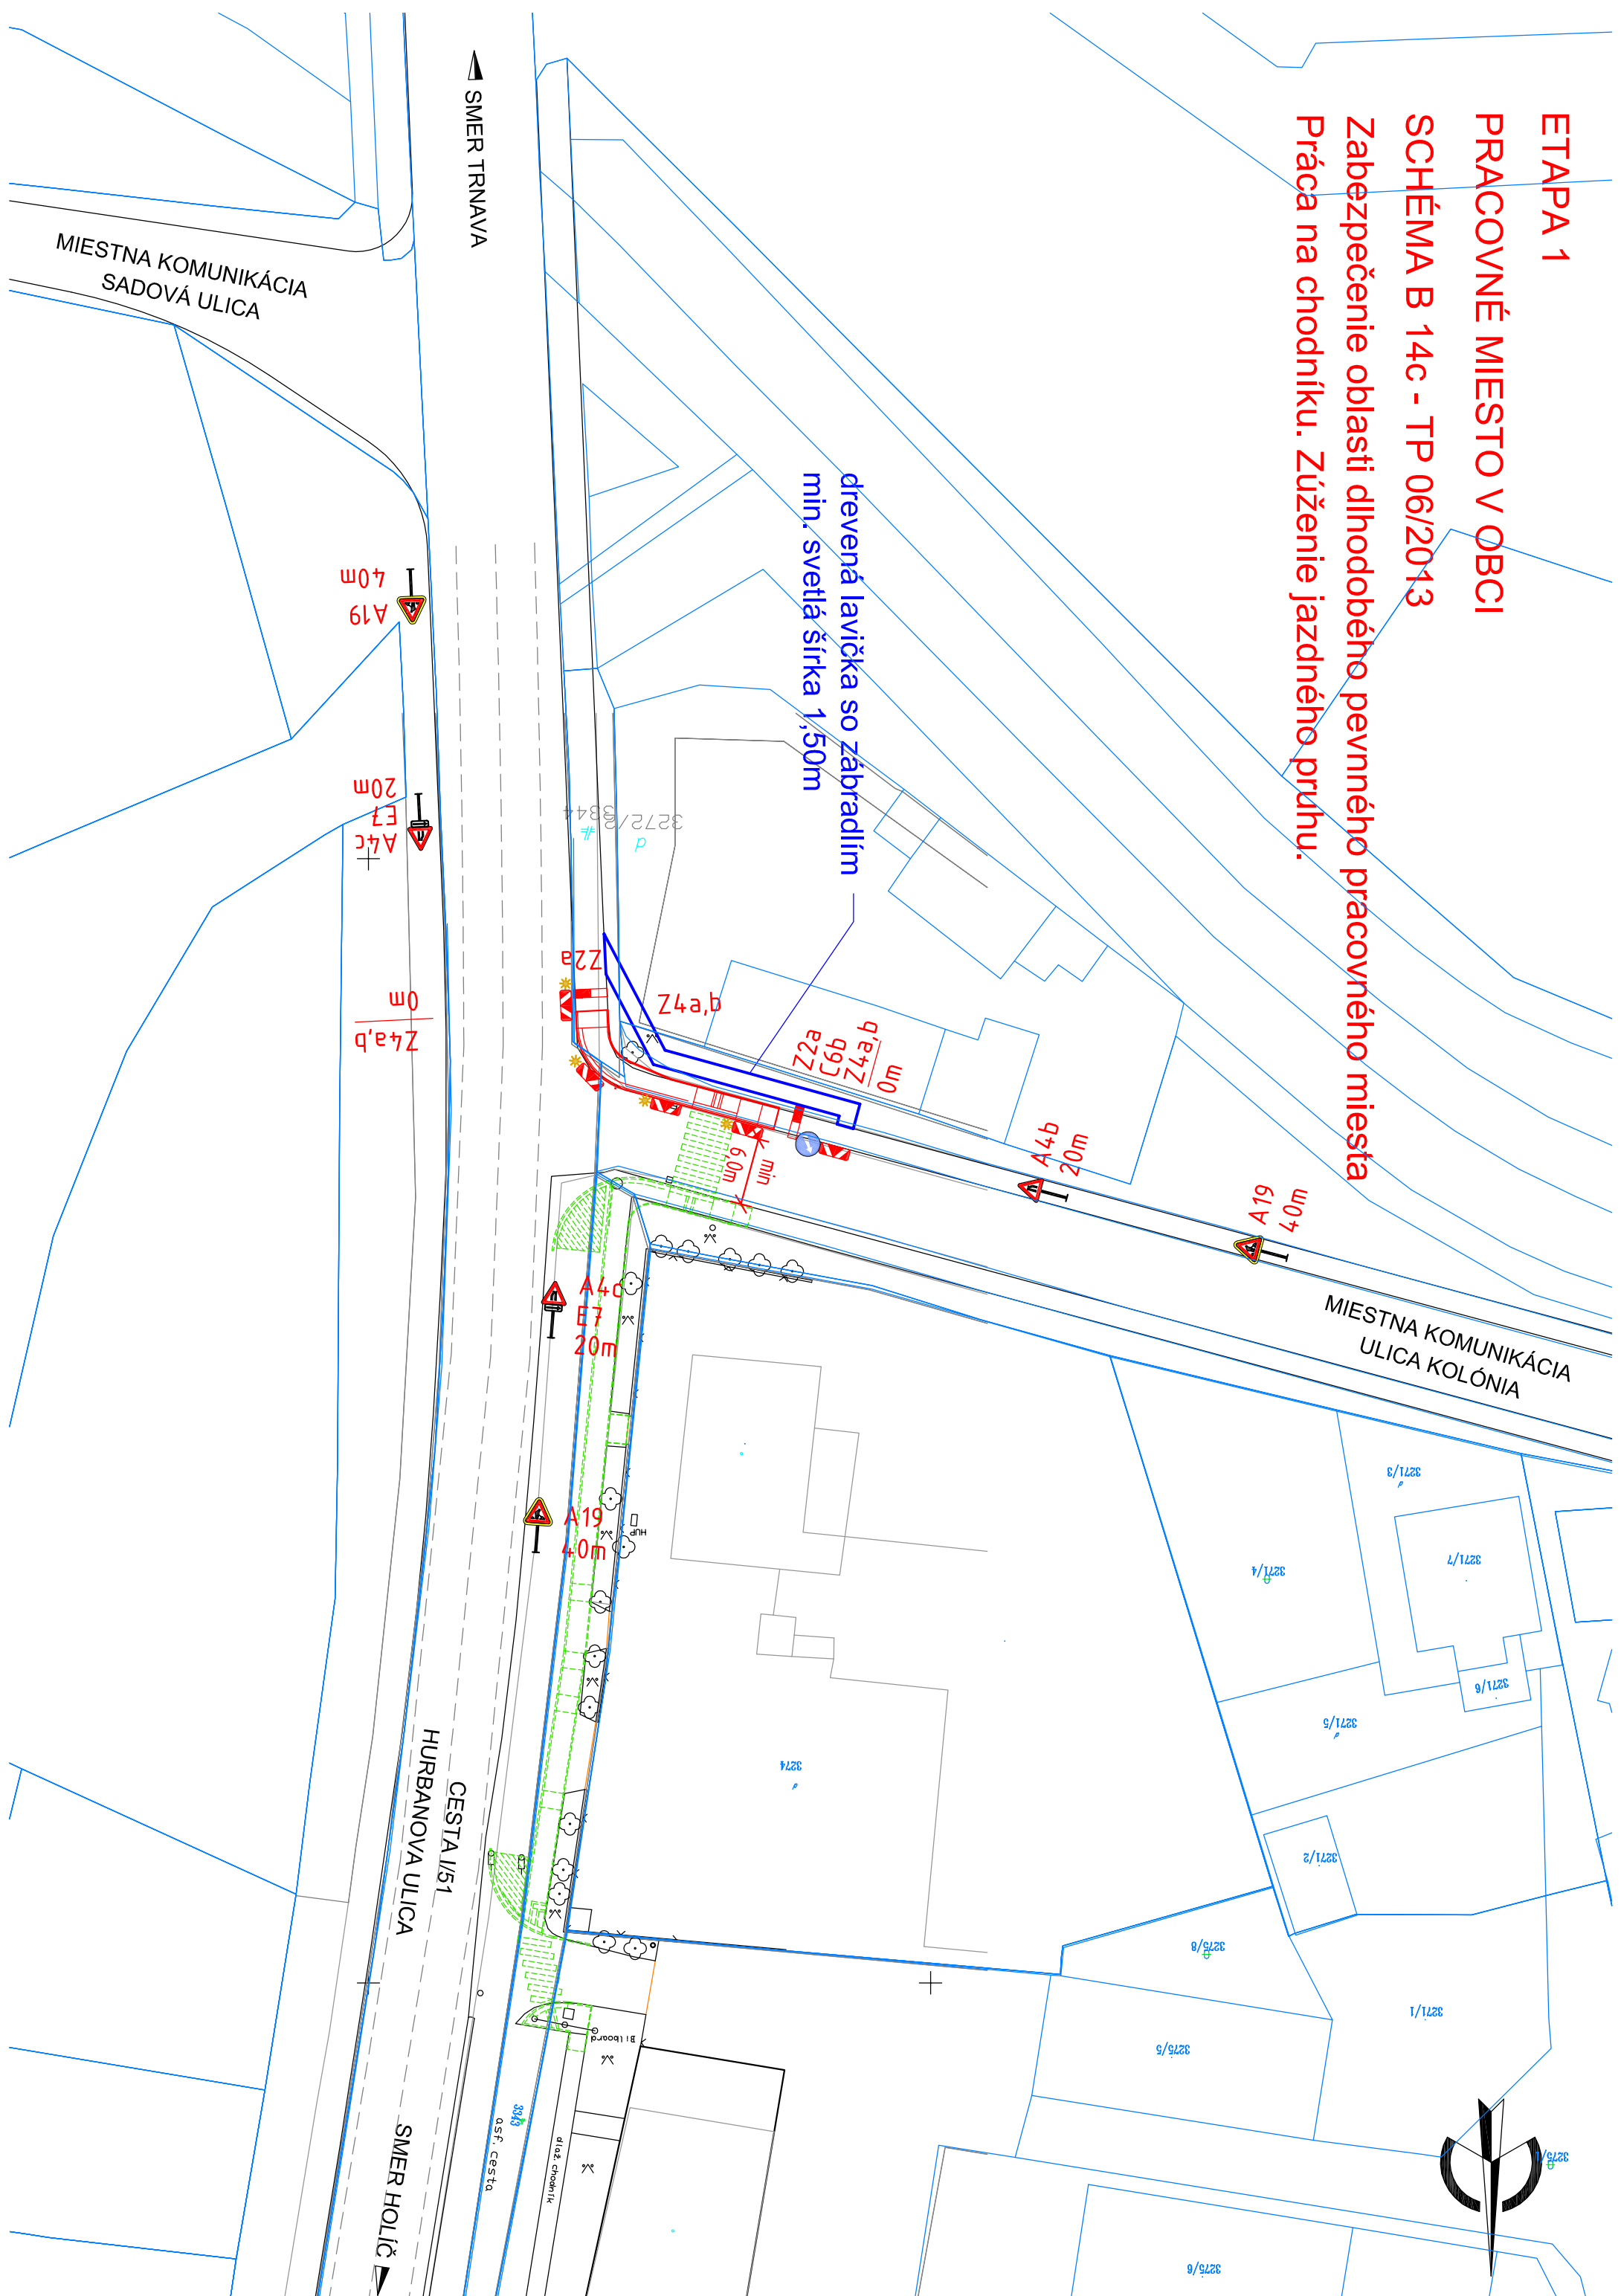 ETAPA 1
PRACOVNÉ MIESTO V OBCI
SCHÉMA B 14c - TP 06/2013
Zabezpečenie oblasti dlhodobého pevnného pracovného miesta
Práca na chodníku. Zúženie jazdného pruhu.
SMER TRNAVA
MIESTNA KOMUNIKÁCIA
SADOVÁ ULICA
drevená lavička so zábradlím
min. svetlá šírka 1,50m
A19
40m
A4c
E7
20m
Z4a,b
0m
3344
3272/2
Z2a
Z4a,b
Z2a
C6b
Z4a,b
0m
min
6,0m
A4b
20m
A19
40m
MIESTNA KOMUNIKÁCIA
ULICA KOLÓNIA
A4c
E7
20m
A19
40m
HUP
CESTA I/51
HURBANOVA ULICA
SMER HOLÍČ
asf. cesta
dlaž. chodník
Billboard
3343
3274
3271/3
3271/4
3271/7
3271/6
3271/5
3271/2
3271/1
3275/8
3275/5
3275/6